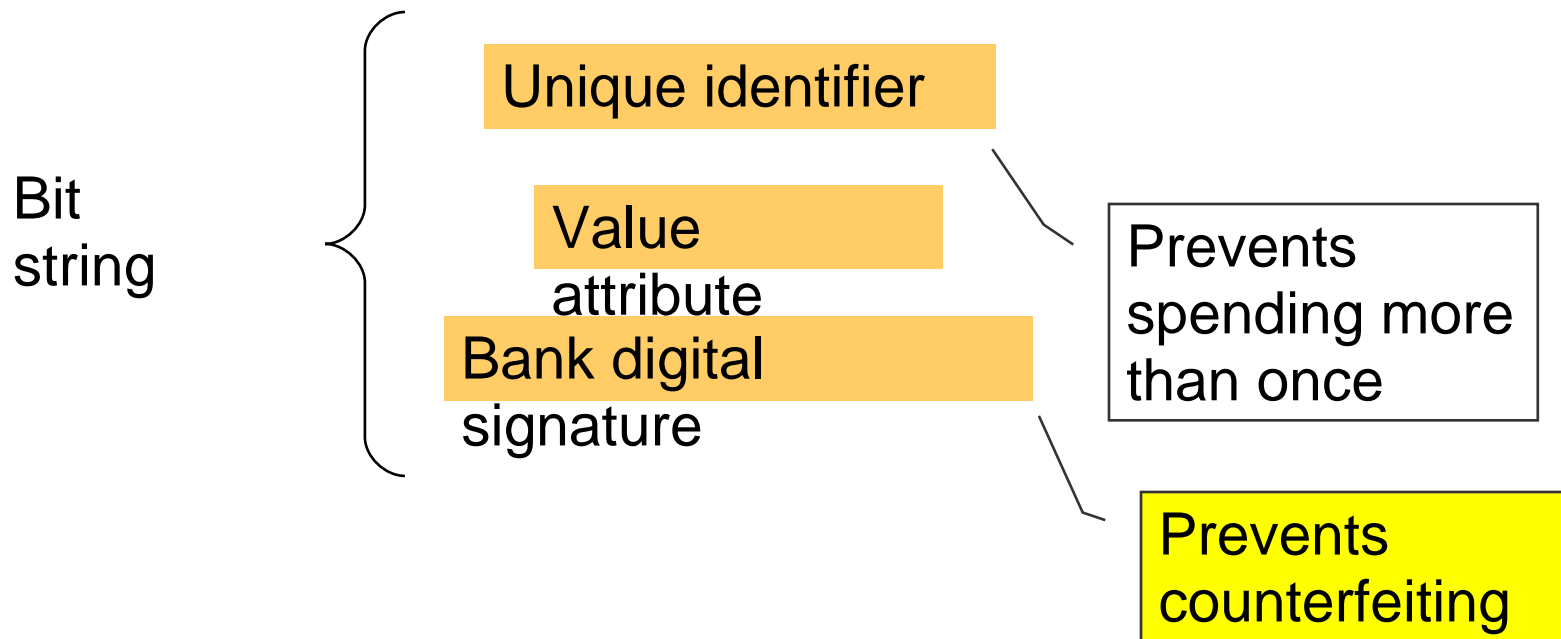 Bit
string
Unique identifier
Value
attribute
Bank digital
signature
Prevents
spending more
than once
Prevents
counterfeiting